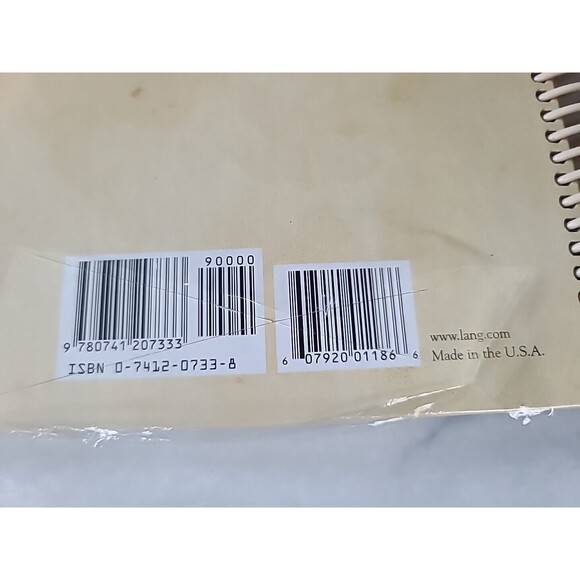 90000
9 780741 207333
ISBN 0-7412-0733-8
6 07920 01186 6
www.lang.com
Made in the U.S.A.